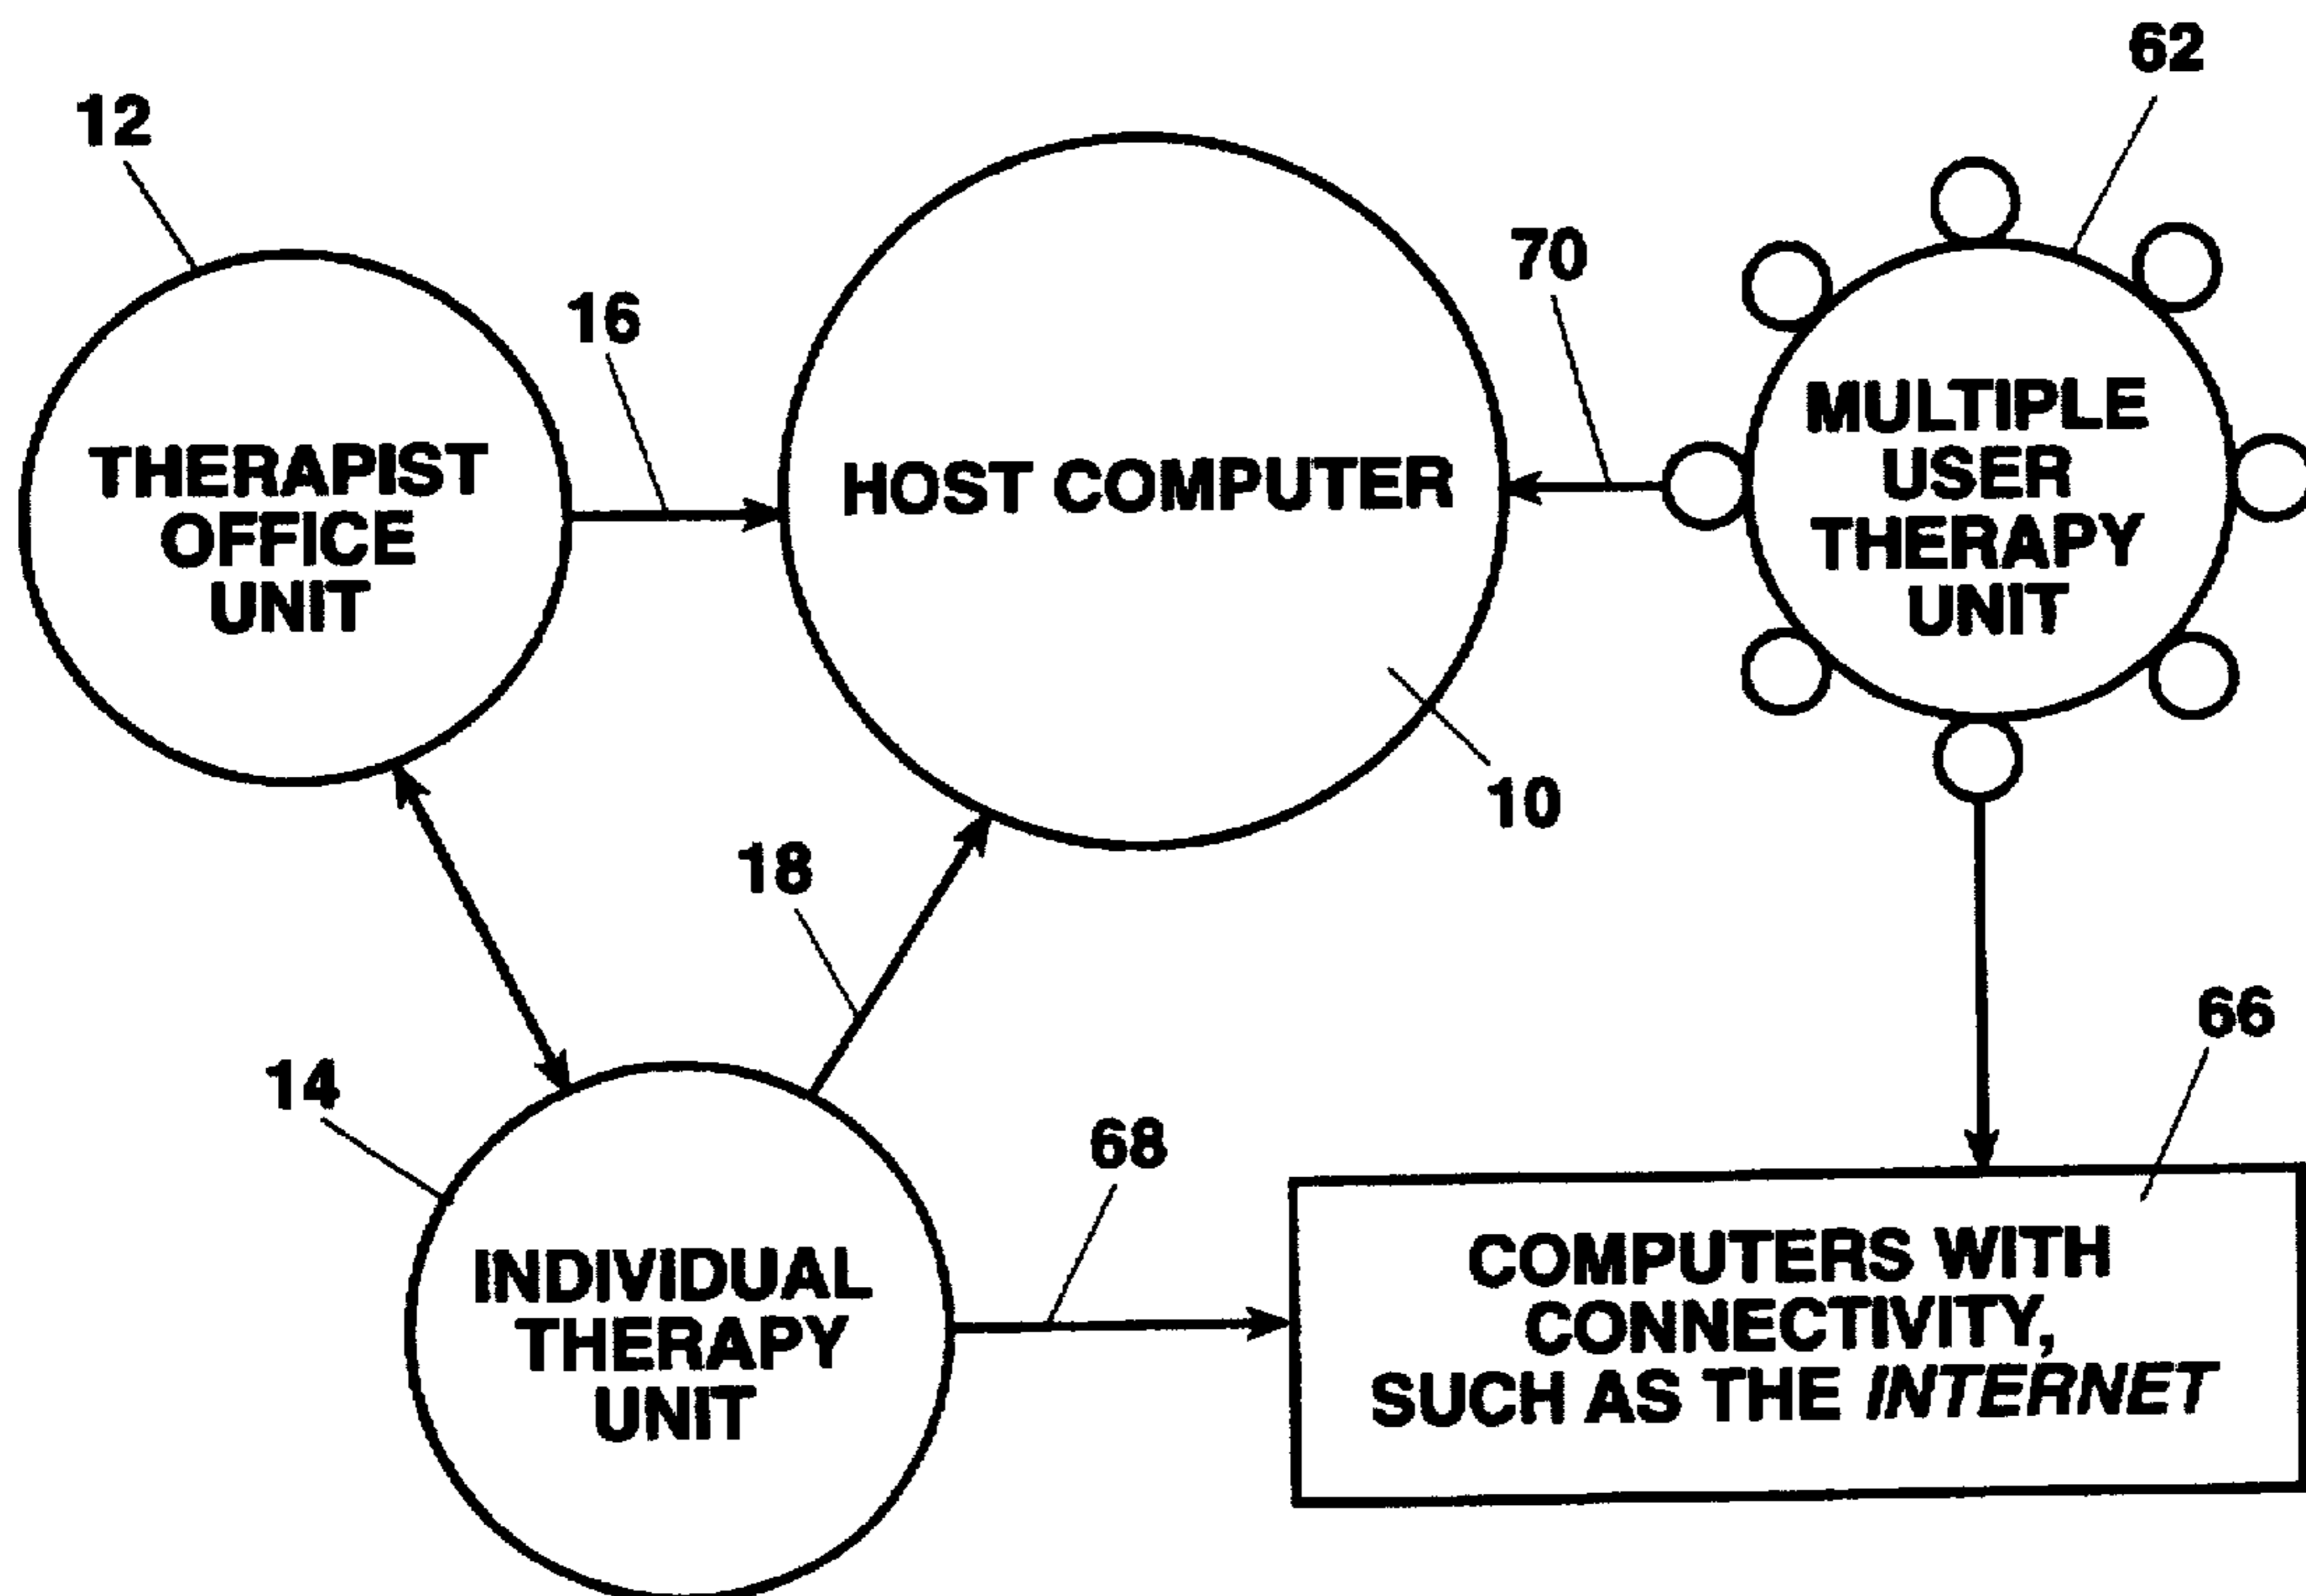 62
12
70
16
THERAPIST
OFFICE
UNIT
HOST COMPUTER
MULTIPLE
USER
THERAPY
UNIT
10
18
66
14
68
INDIVIDUAL
THERAPY
UNIT
COMPUTERS WITH
CONNECTIVITY,
SUCH AS THE INTERNET